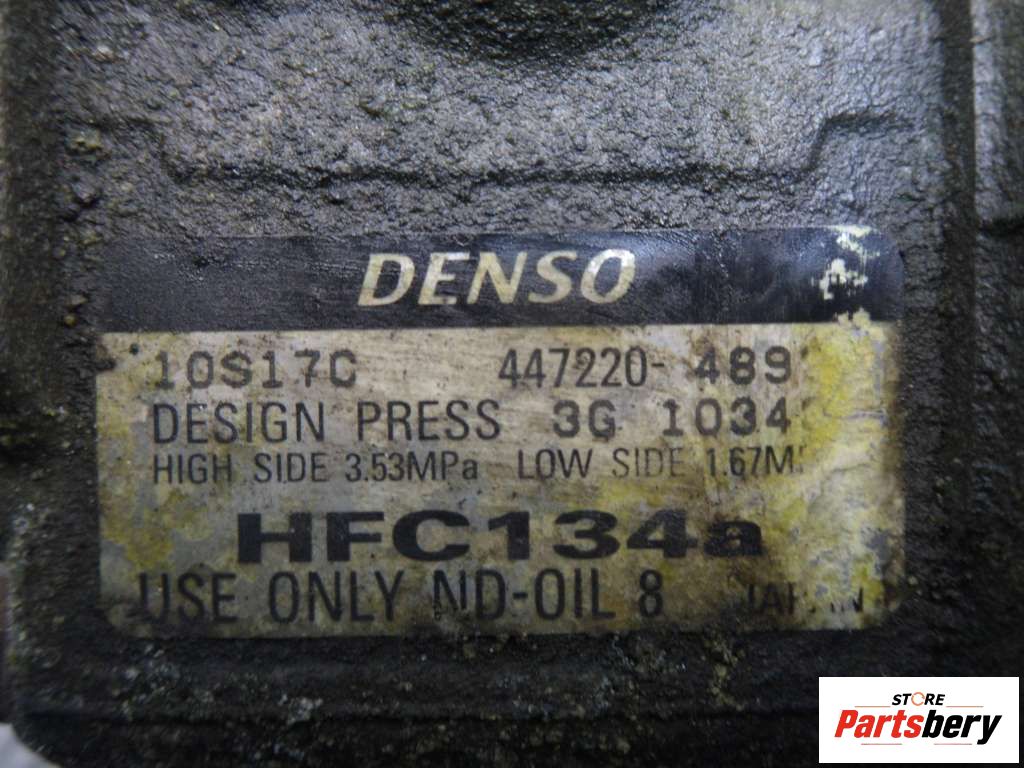 DENSO
10S17C 447220-489
DESIGN PRESS 3G 1034
HIGH SIDE 3.53MPa LOW SIDE 1.67M
HFC134a
USE ONLY ND-OIL 8 JAPAN
STORE
Partsbery